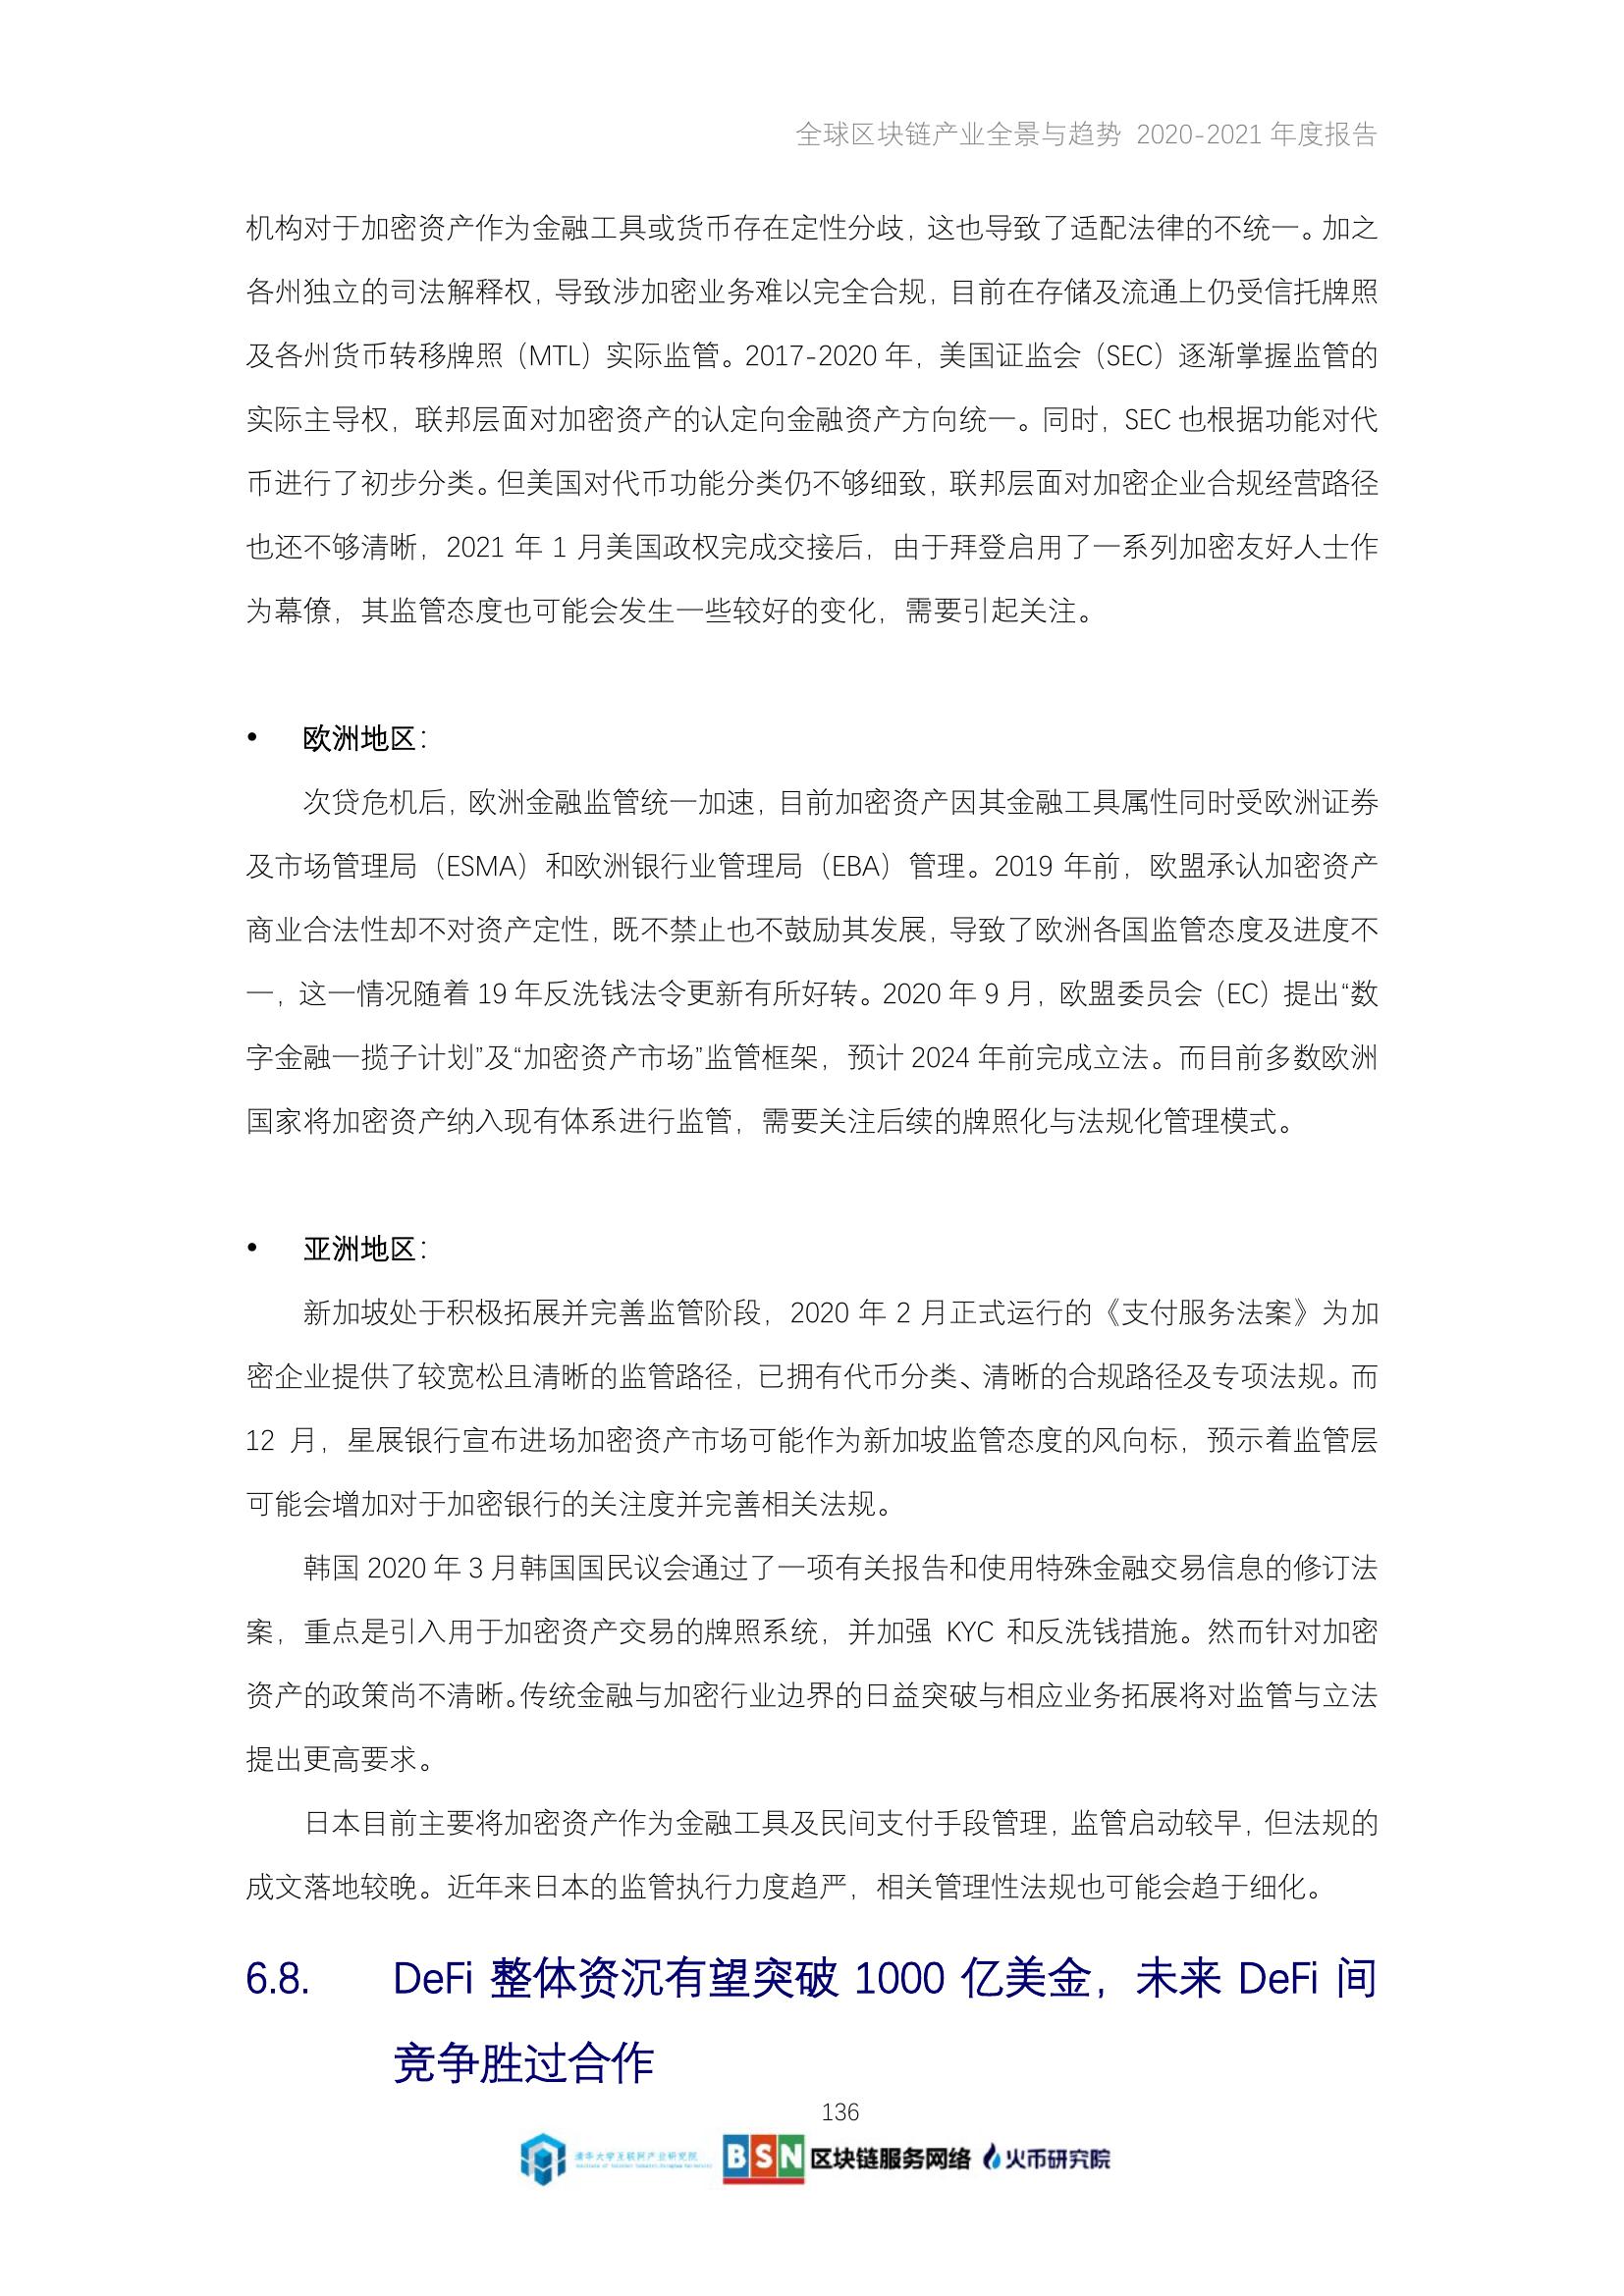 全球区块链产业全景与趋势 2020-2021 年度报告
机构对于加密资产作为金融工具或货币存在定性分歧，这也导致了适配法律的不统一。加之
各州独立的司法解释权，导致涉加密业务难以完全合规，目前在存储及流通上仍受信托牌照
及各州货币转移牌照（MTL）实际监管。2017-2020 年，美国证监会（SEC）逐渐掌握监管的
实际主导权，联邦层面对加密资产的认定向金融资产方向统一。同时，SEC 也根据功能对代
币进行了初步分类。但美国对代币功能分类仍不够细致，联邦层面对加密企业合规经营路径
也还不够清晰，2021 年 1 月美国政权完成交接后，由于拜登启用了一系列加密友好人士作
为幕僚，其监管态度也可能会发生一些较好的变化，需要引起关注。
• 欧洲地区：
次贷危机后，欧洲金融监管统一加速，目前加密资产因其金融工具属性同时受欧洲证券
及市场管理局（ESMA）和欧洲银行业管理局（EBA）管理。2019 年前，欧盟承认加密资产
商业合法性却不对资产定性，既不禁止也不鼓励其发展，导致了欧洲各国监管态度及进度不
一，这一情况随着 19 年反洗钱法令更新有所好转。2020 年 9 月，欧盟委员会（EC）提出“数
字金融一揽子计划”及“加密资产市场”监管框架，预计 2024 年前完成立法。而目前多数欧洲
国家将加密资产纳入现有体系进行监管，需要关注后续的牌照化与法规化管理模式。
• 亚洲地区：
新加坡处于积极拓展并完善监管阶段，2020 年 2 月正式运行的《支付服务法案》为加
密企业提供了较宽松且清晰的监管路径，已拥有代币分类、清晰的合规路径及专项法规。而
12 月，星展银行宣布进场加密资产市场可能作为新加坡监管态度的风向标，预示着监管层
可能会增加对于加密银行的关注度并完善相关法规。
韩国 2020 年 3 月韩国国民议会通过了一项有关报告和使用特殊金融交易信息的修订法
案，重点是引入用于加密资产交易的牌照系统，并加强 KYC 和反洗钱措施。然而针对加密
资产的政策尚不清晰。传统金融与加密行业边界的日益突破与相应业务拓展将对监管与立法
提出更高要求。
日本目前主要将加密资产作为金融工具及民间支付手段管理，监管启动较早，但法规的
成文落地较晚。近年来日本的监管执行力度趋严，相关管理性法规也可能会趋于细化。
6.8. DeFi 整体资沉有望突破 1000 亿美金，未来 DeFi 间
竞争胜过合作
136
清华大学互联网产业研究院 BSN 区块链服务网络 火币研究院